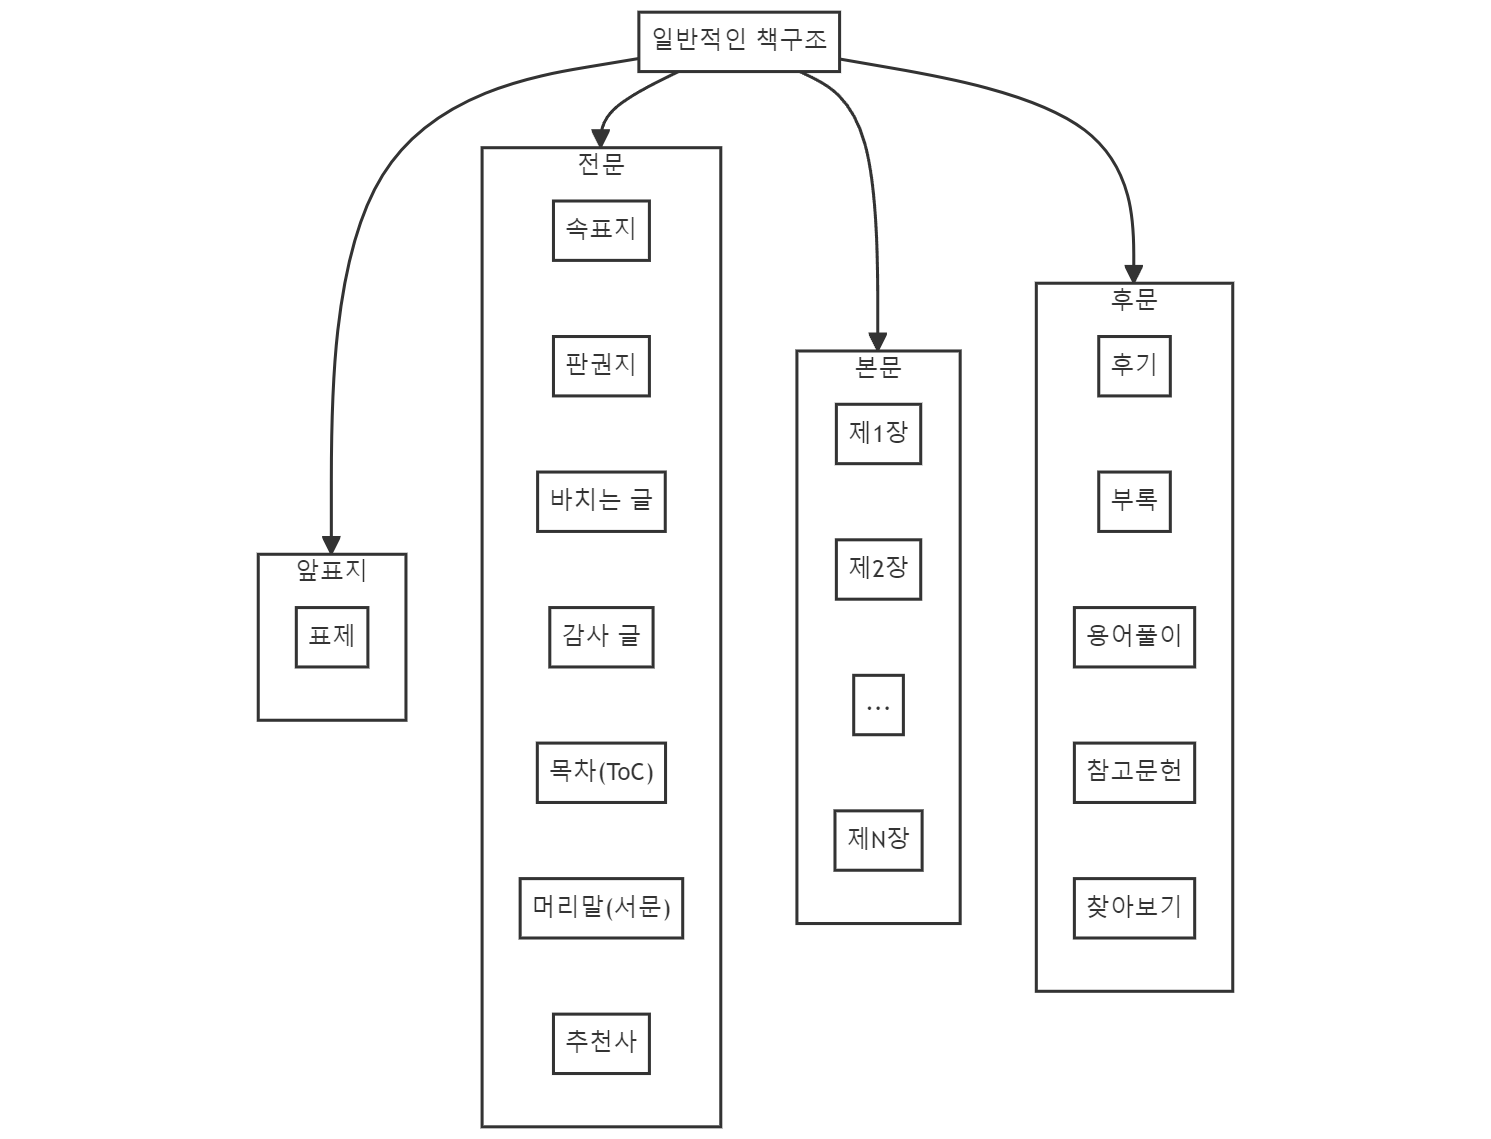 일반적인 책구조
앞표지
표제
전문
속표지
판권지
바치는 글
감사 글
목차(ToC)
머리말(서문)
추천사
본문
제1장
제2장
...
제N장
후문
후기
부록
용어풀이
참고문헌
찾아보기